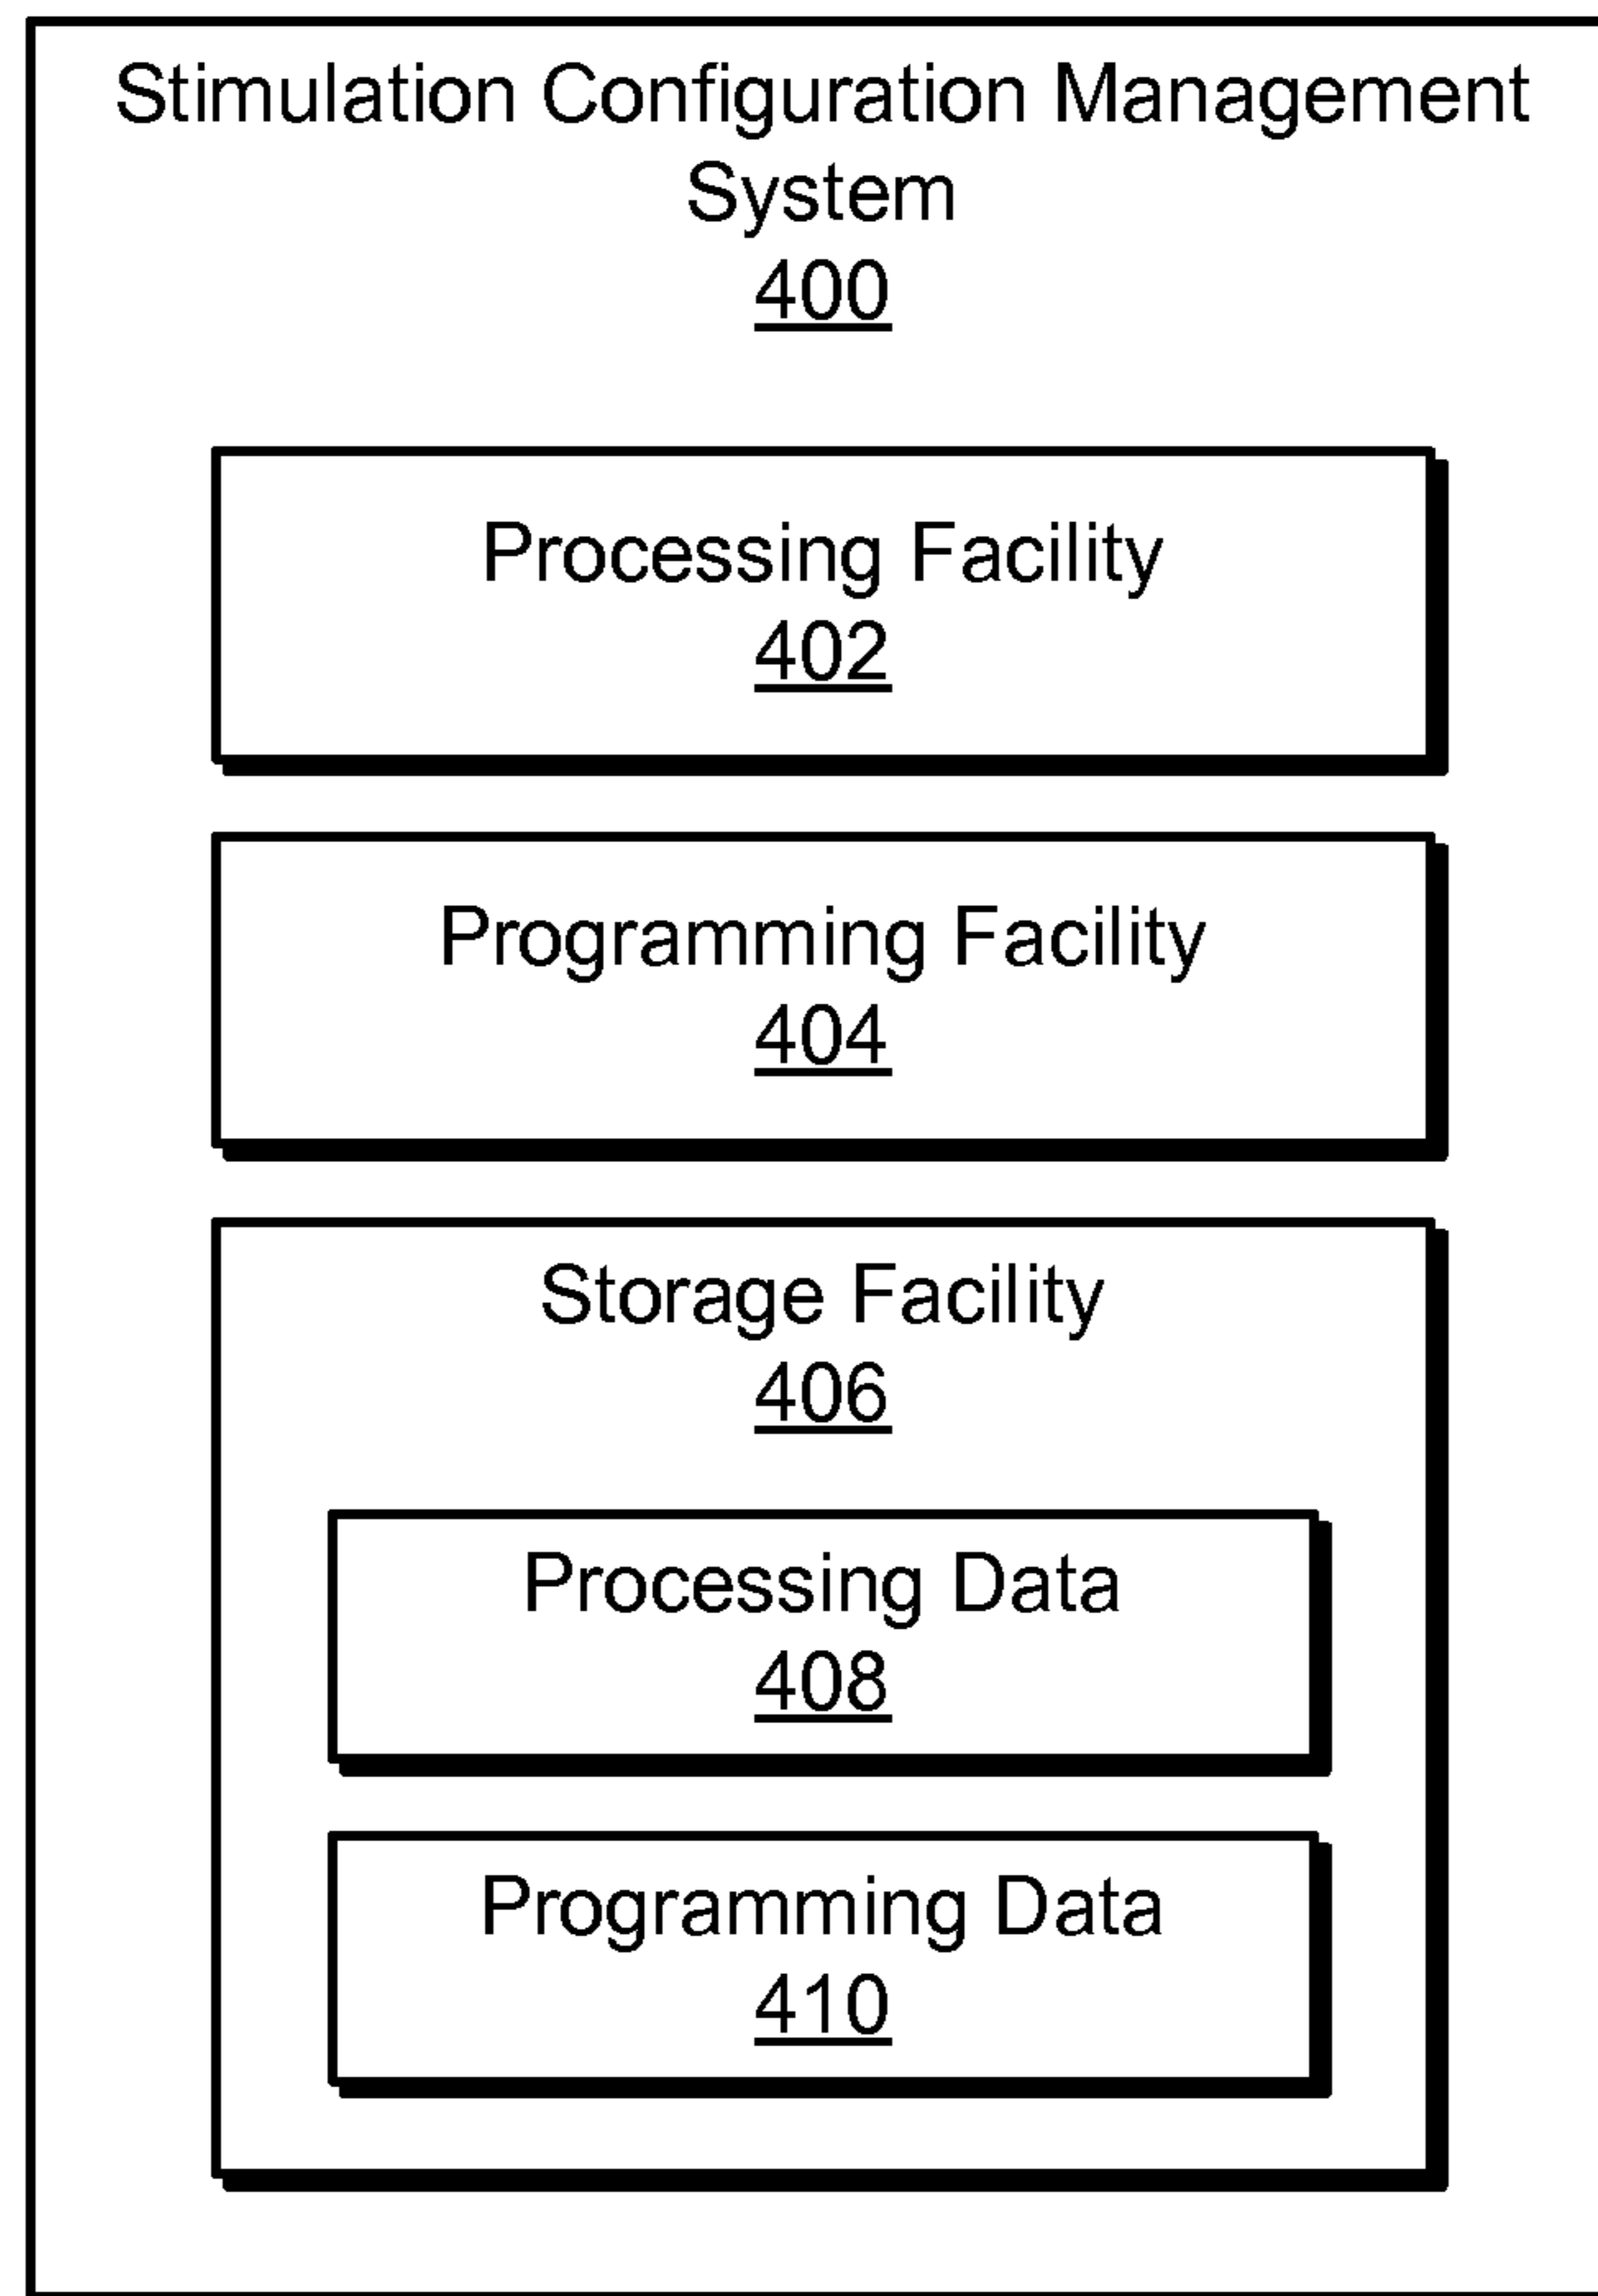 Stimulation Configuration Management
System
400
Processing Facility
402
Programming Facility
404
Storage Facility
406
Processing Data
408
Programming Data
410